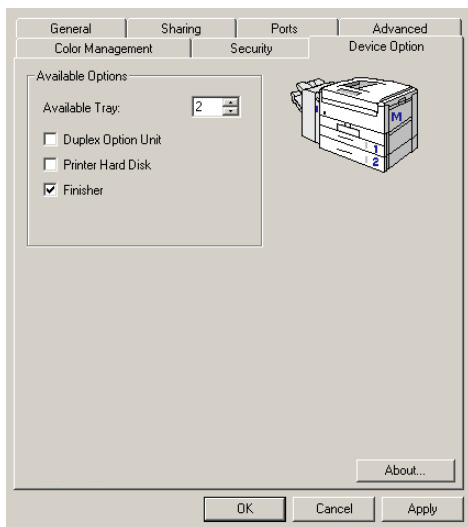 General Sharing Ports Advanced
Color Management Security Device Option
Available Options
Available Tray: 2
Duplex Option Unit
Printer Hard Disk
Finisher
M
1
2
About...
OK Cancel Apply